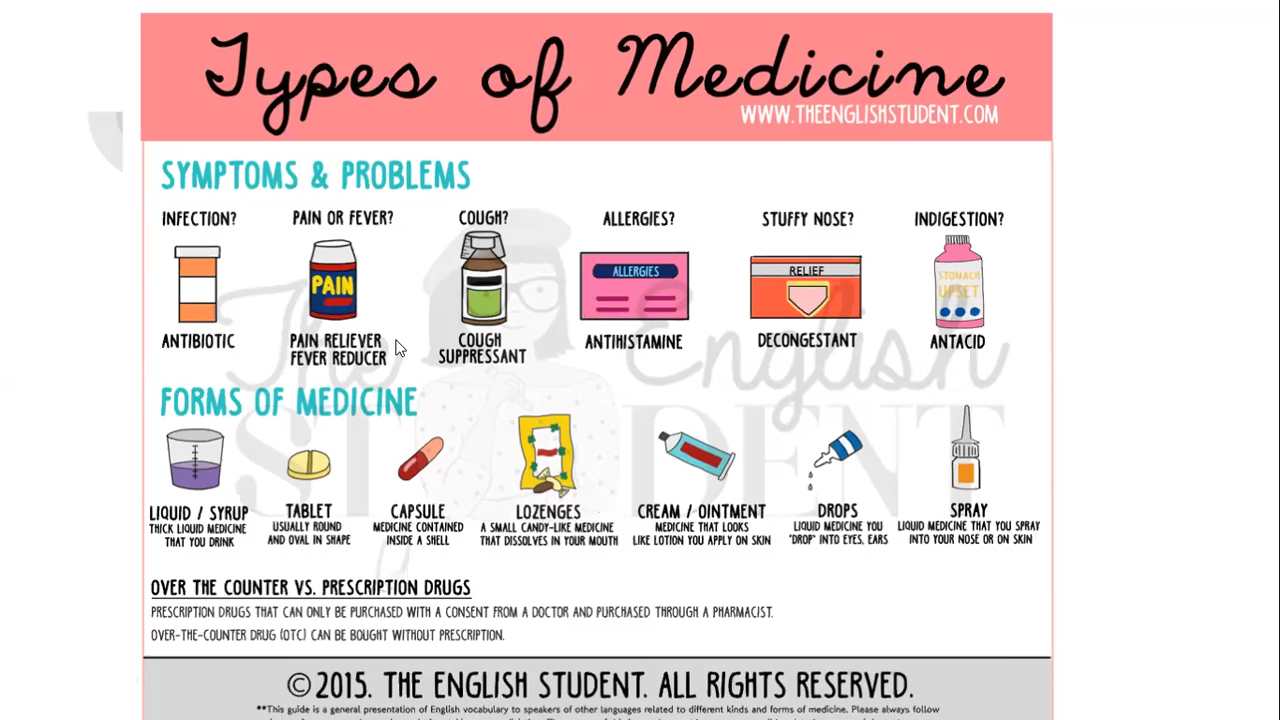 Types of Medicine
WWW.THEENGLISHSTUDENT.COM
SYMPTOMS & PROBLEMS
INFECTION? PAIN OR FEVER? COUGH? ALLERGIES? STUFFY NOSE? INDIGESTION?
ALLERGIES RELIEF
PAIN STOMACH
UPSET
ANTIBIOTIC PAIN RELIEVER COUGH ANTIHISTAMINE DECONGESTANT ANTACID
FEVER REDUCER SUPPRESSANT
The English
STUDENT
FORMS OF MEDICINE
LIQUID / SYRUP TABLET CAPSULE LOZENGES CREAM / OINTMENT DROPS SPRAY
THICK LIQUID MEDICINE USUALLY ROUND MEDICINE CONTAINED A SMALL CANDY-LIKE MEDICINE MEDICINE THAT LOOKS LIQUID MEDICINE YOU LIQUID MEDICINE THAT YOU SPRAY
THAT YOU DRINK AND OVAL IN SHAPE INSIDE A SHELL THAT DISSOLVES IN YOUR MOUTH LIKE LOTION YOU APPLY ON SKIN "DROP" INTO EYES, EARS INTO YOUR NOSE OR ON SKIN
OVER THE COUNTER VS. PRESCRIPTION DRUGS
PRESCRIPTION DRUGS THAT CAN ONLY BE PURCHASED WITH A CONSENT FROM A DOCTOR AND PURCHASED THROUGH A PHARMACIST.
OVER-THE-COUNTER DRUG (OTC) CAN BE BOUGHT WITHOUT PRESCRIPTION.
©2015. THE ENGLISH STUDENT. ALL RIGHTS RESERVED.
**This guide is a general presentation of English vocabulary to speakers of other languages related to different kinds and forms of medicine. Please always follow